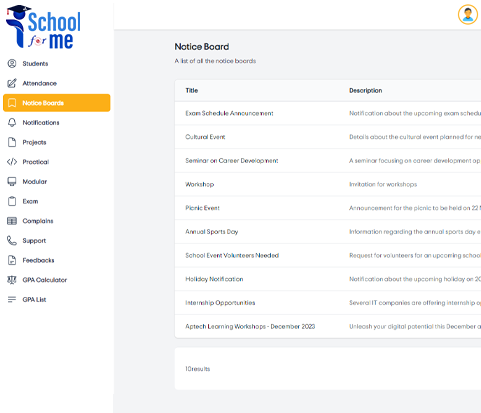 School
for me
Students
Attendance
Notice Boards
Notifications
Projects
Practical
Modular
Exam
Complains
Support
Feedbacks
GPA Calculator
GPA List
Notice Board
A list of all the notice boards
Title Description
Exam Schedule Announcement Notification about the upcoming exam schedu
Cultural Event Details about the cultural event planned for ne
Seminar on Career Development A seminar focusing on career development op
Workshop Invitation for workshops
Picnic Event Announcement for the picnic to be held on 22
Annual Sports Day Information regarding the annual sports day e
School Event Volunteers Needed Request for volunteers for an upcoming school
Holiday Notification Notification about the upcoming holiday on 20
Internship Opportunities Several IT companies are offering internship op
Aptech Learning Workshops - December 2023 Unleash your digital potential this December a
10results